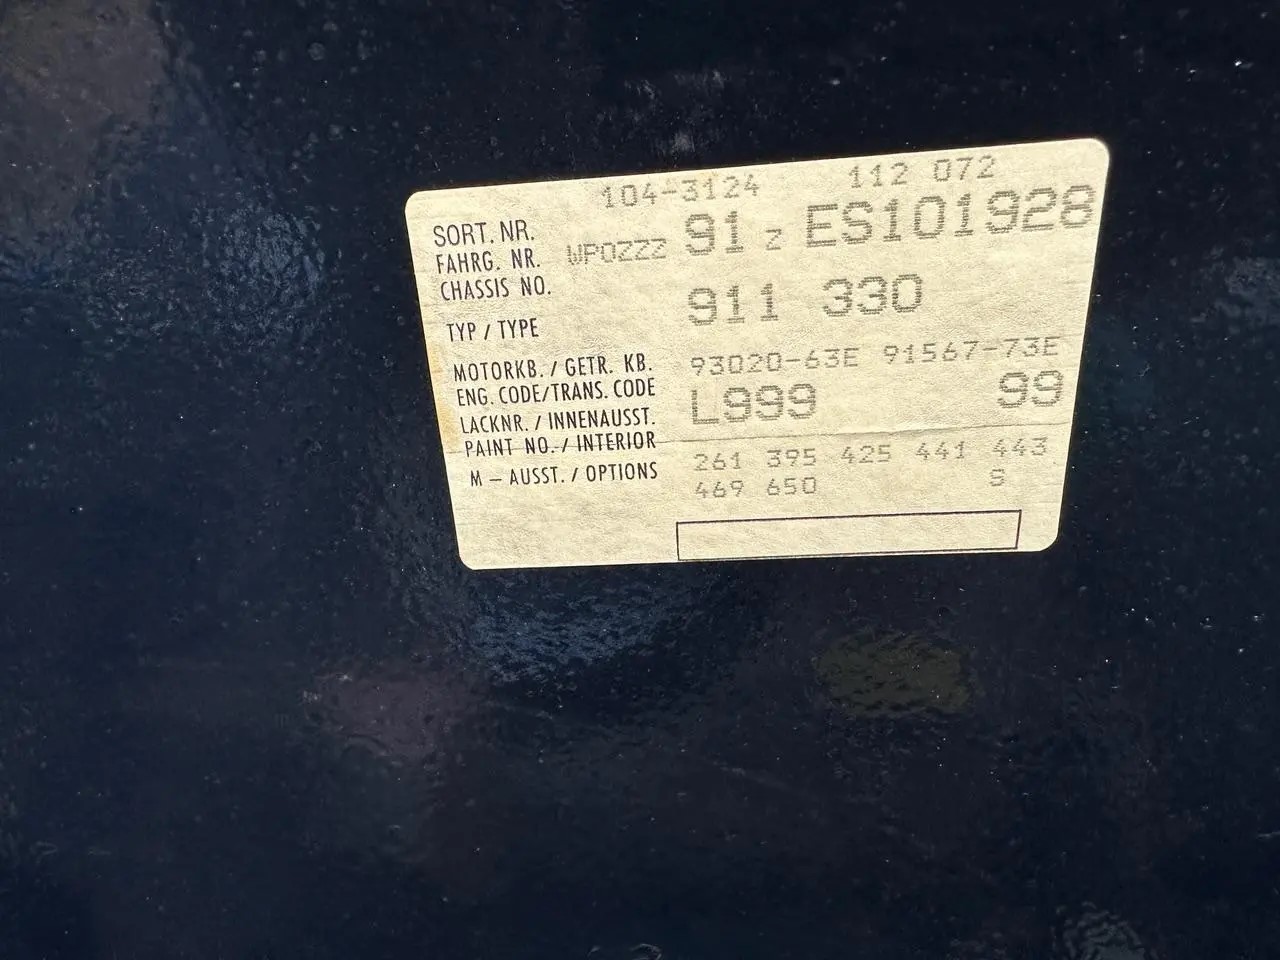 104-3124 112 072
SORT. NR.
FAHRG. NR. WPOZZZ 91 Z ES101928
CHASSIS NO.
TYP / TYPE 911 330
MOTORKB. / GETR. KB. 93020-63E 91567-73E
ENG. CODE/TRANS. CODE
LACKNR. / INNENAUSST. L999 99
PAINT NO. / INTERIOR
M – AUSST. / OPTIONS 261 395 425 441 443
469 650 S